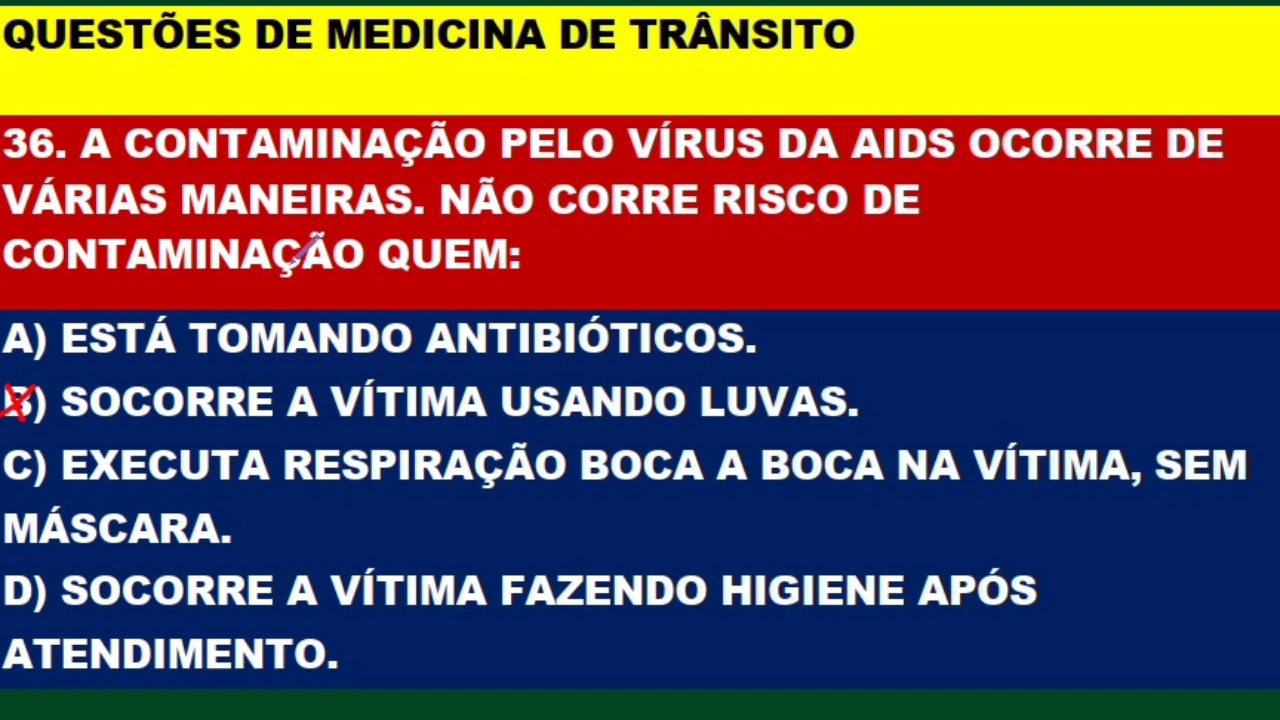 QUESTÕES DE MEDICINA DE TRÂNSITO
36. A CONTAMINAÇÃO PELO VÍRUS DA AIDS OCORRE DE
VÁRIAS MANEIRAS. NÃO CORRE RISCO DE
CONTAMINAÇÃO QUEM:
A) ESTÁ TOMANDO ANTIBIÓTICOS.
B) SOCORRE A VÍTIMA USANDO LUVAS.
C) EXECUTA RESPIRAÇÃO BOCA A BOCA NA VÍTIMA, SEM
MÁSCARA.
D) SOCORRE A VÍTIMA FAZENDO HIGIENE APÓS
ATENDIMENTO.